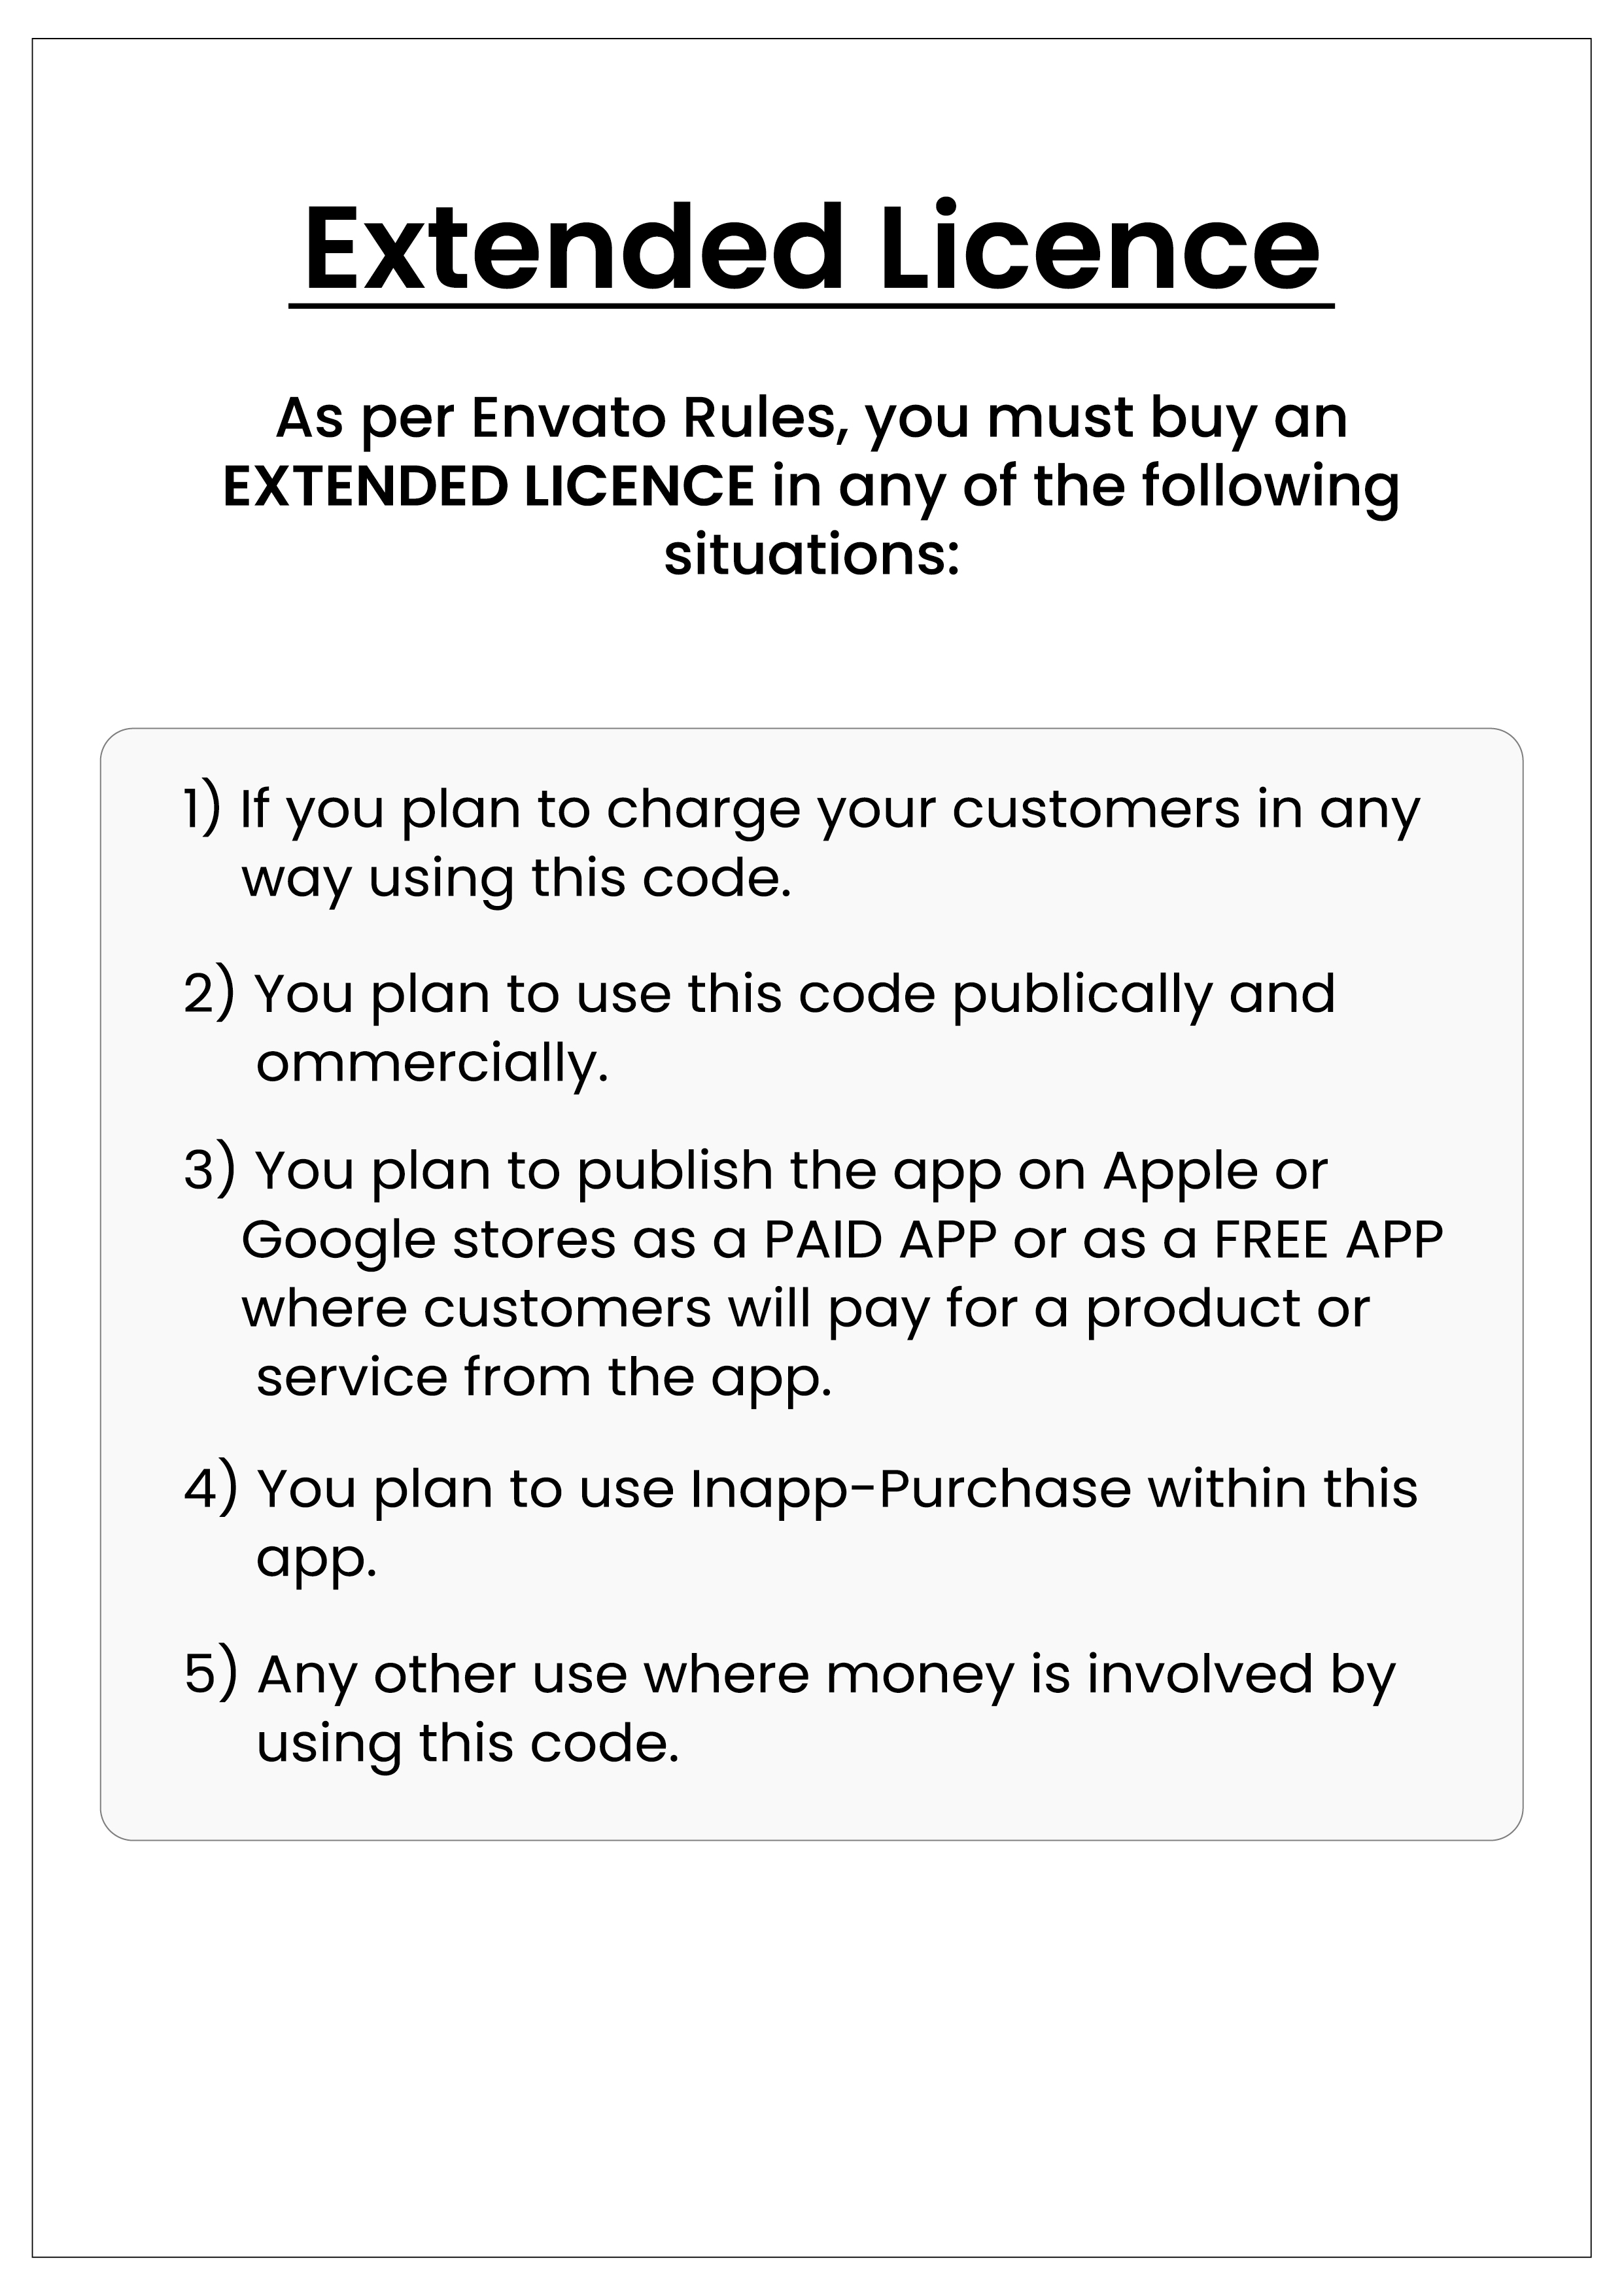 Extended Licence
As per Envato Rules, you must buy an
EXTENDED LICENCE in any of the following
situations:
1) If you plan to charge your customers in any
way using this code.
2) You plan to use this code publically and
ommercially.
3) You plan to publish the app on Apple or
Google stores as a PAID APP or as a FREE APP
where customers will pay for a product or
service from the app.
4) You plan to use Inapp-Purchase within this
app.
5) Any other use where money is involved by
using this code.